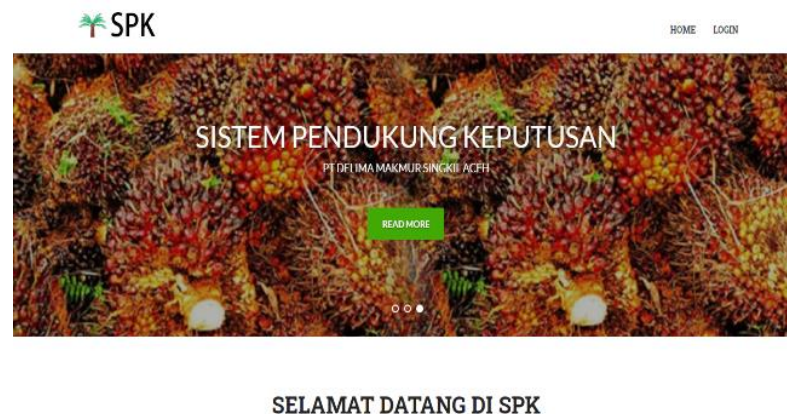 SPK
HOME LOGIN
SISTEM PENDUKUNG KEPUTUSAN
PT DELIMA MAKMUR SINGKIL ACEH
READ MORE
SELAMAT DATANG DI SPK